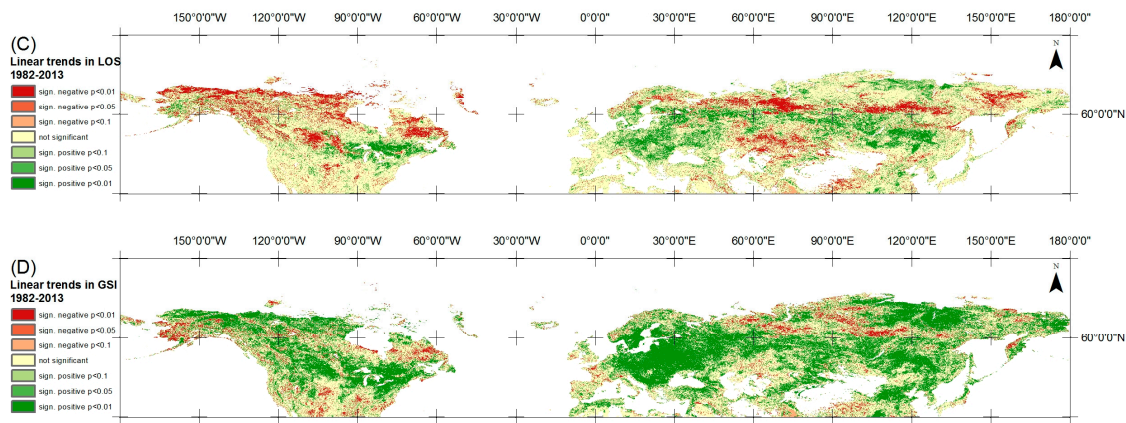 150°0'0"W 120°0'0"W 90°0'0"W 60°0'0"W 0°0'0" 30°0'0"E 60°0'0"E 90°0'0"E 120°0'0"E 150°0'0"E 180°0'0"
(C)
N
Linear trends in LOS
1982-2013
sign. negative p<0.01
sign. negative p<0.05
sign. negative p<0.1
60°0'0"N
not significant
sign. positive p<0.1
sign. positive p<0.05
sign. positive p<0.01
150°0'0"W 120°0'0"W 90°0'0"W 60°0'0"W 0°0'0" 30°0'0"E 60°0'0"E 90°0'0"E 120°0'0"E 150°0'0"E 180°0'0"
(D)
N
Linear trends in GSI
1982-2013
sign. negative p<0.01
sign. negative p<0.05
sign. negative p<0.1
60°0'0"N
not significant
sign. positive p<0.1
sign. positive p<0.05
sign. positive p<0.01